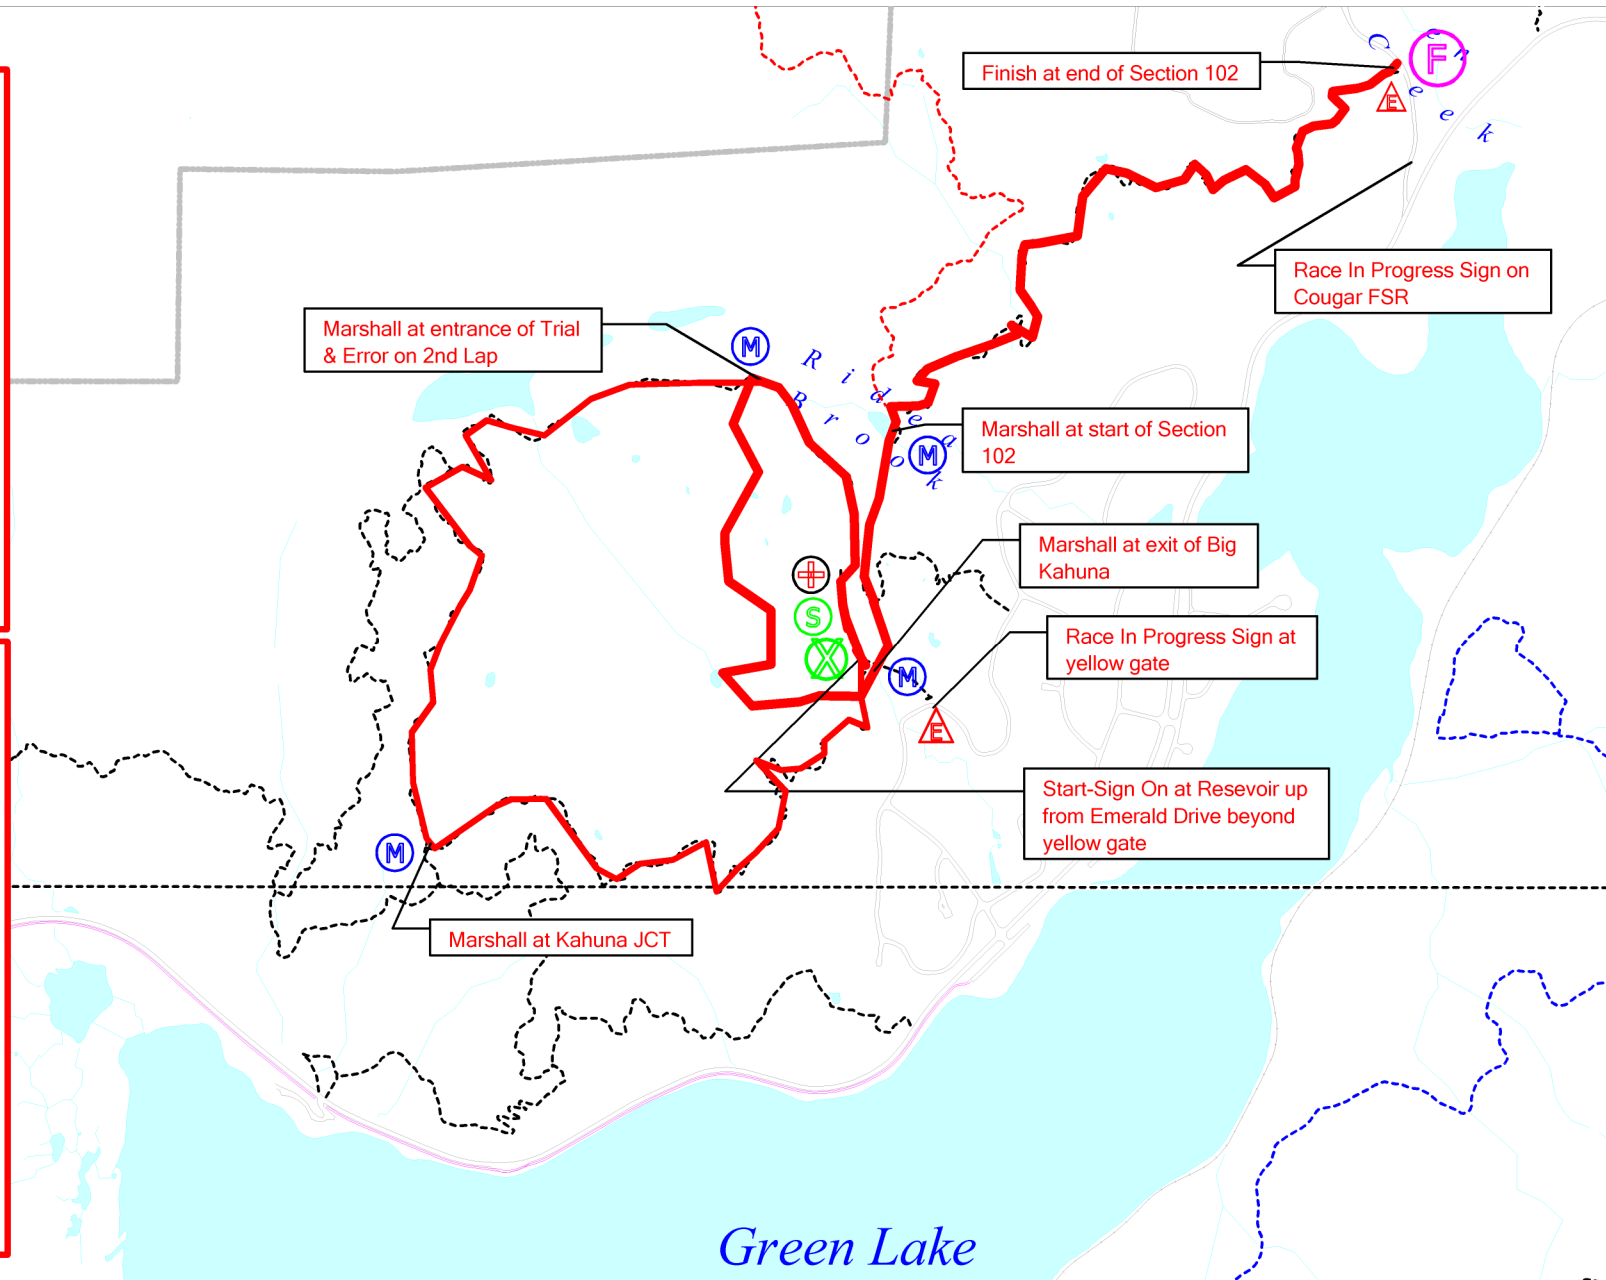 Finish at end of Section 102
F
E
C
e
n
e
e
k
Race In Progress Sign on
Cougar FSR
Marshall at entrance of Trial
& Error on 2nd Lap
M
R i d e a
B r o o k
Marshall at start of Section
102
M
Marshall at exit of Big
Kahuna
S
X
Race In Progress Sign at
yellow gate
M
E
Start-Sign On at Resevoir up
from Emerald Drive beyond
yellow gate
M
Marshall at Kahuna JCT
Green Lake